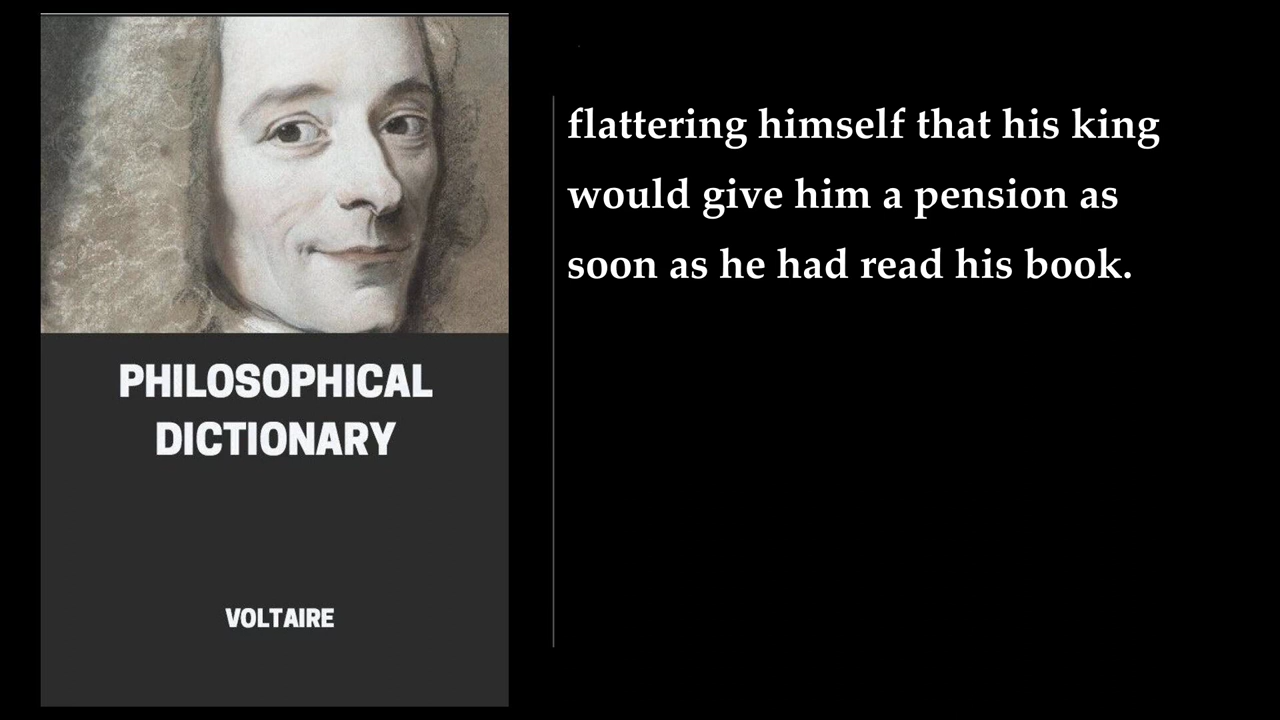 PHILOSOPHICAL
DICTIONARY
VOLTAIRE
flattering himself that his king
would give him a pension as
soon as he had read his book.